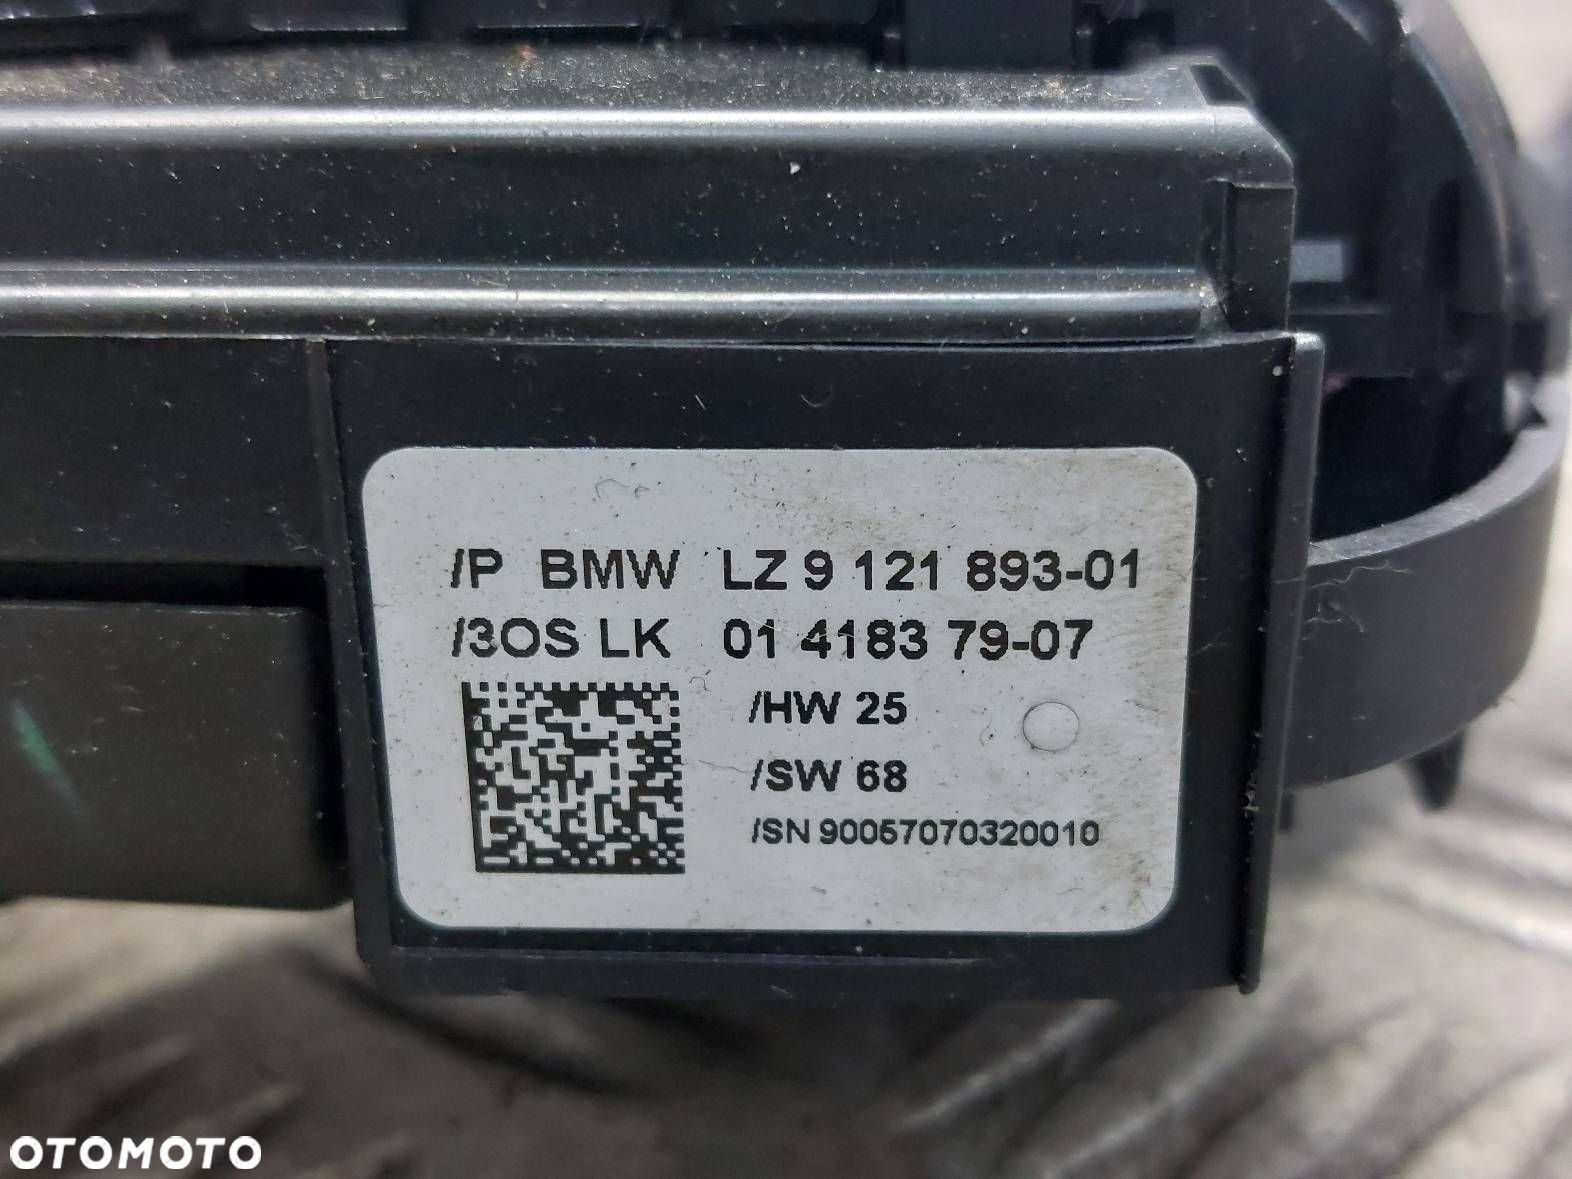 /P BMW LZ 9 121 893-01
/3OS LK 01 4183 79-07
/HW 25
/SW 68
/SN 90057070320010
OTOMOTO